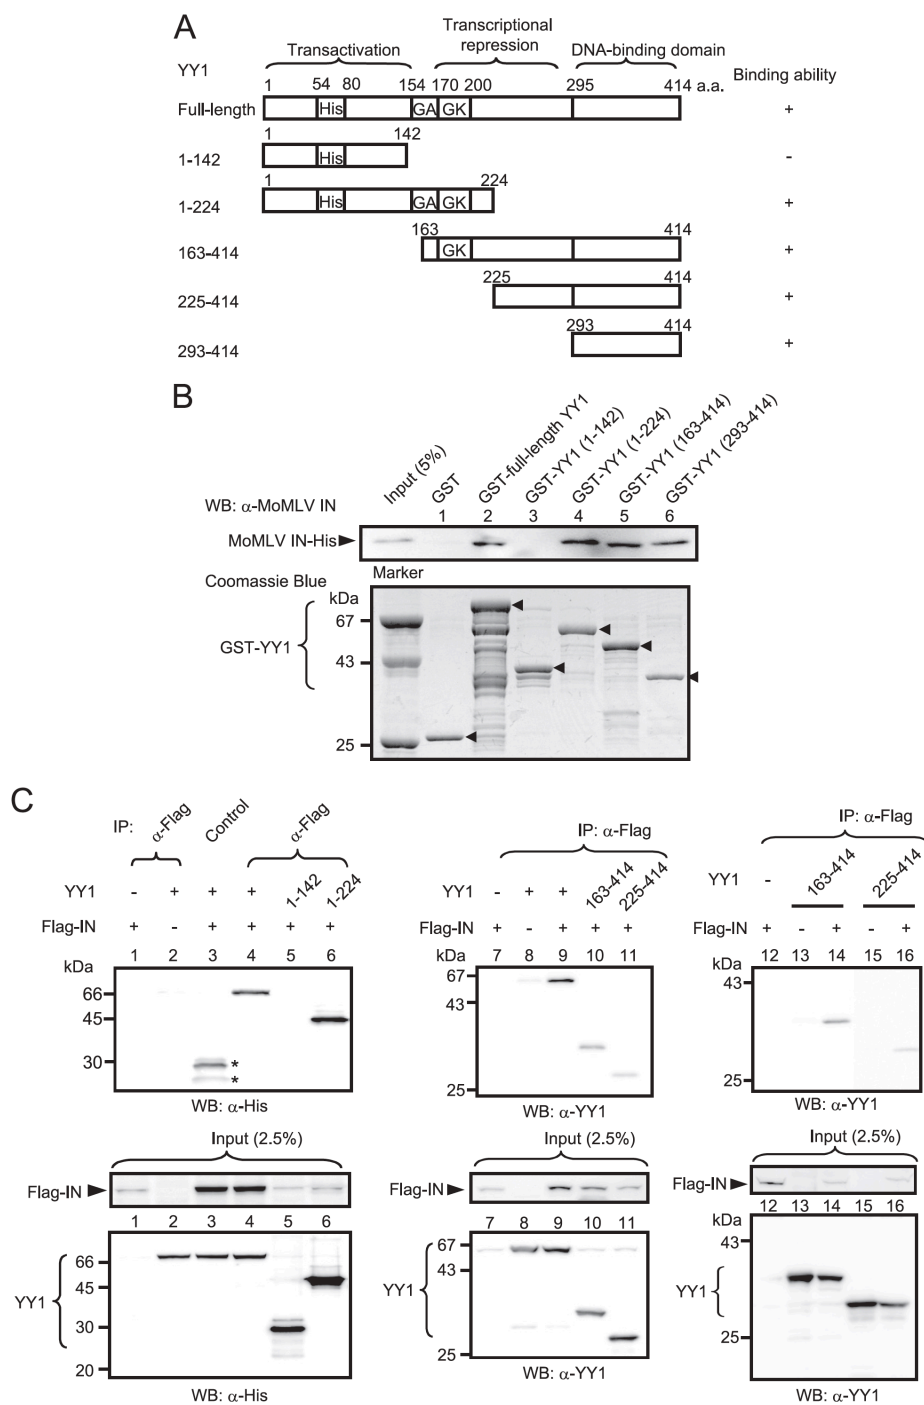 A
Transactivation
Transcriptional
repression
DNA-binding domain
YY1
Binding ability
1 54 80 154 170 200 295 414 a.a.
Full-length His GA GK +
1 142
1-142 His -
1 224
1-224 His GA GK +
163 414
163-414 GK +
225 414
225-414 +
293 414
293-414 +
B
Input (5%)
GST
GST-full-length YY1
GST-YY1 (1-142)
GST-YY1 (1-224)
GST-YY1 (163-414)
GST-YY1 (293-414)
WB: α-MoMLV IN 1 2 3 4 5 6
MoMLV IN-His
Coomassie Blue Marker
kDa
67
GST-YY1
43
25
C
IP: α-Flag Control α-Flag
YY1 - + + + 1-142 1-224
Flag-IN + - + + + +
1 2 3 4 5 6
kDa
66
45
30
*
*
WB: α-His
Input (2.5%)
Flag-IN
1 2 3 4 5 6
66
45
YY1
30
20
WB: α-His
IP: α-Flag
YY1 - + + 163-414 225-414
Flag-IN + - + + +
kDa 7 8 9 10 11
67
43
25
WB: α-YY1
Input (2.5%)
Flag-IN
kDa 7 8 9 10 11
67
43
YY1
25
WB: α-YY1
IP: α-Flag
YY1 - 163-414 225-414
Flag-IN + - + - +
12 13 14 15 16
kDa
43
25
WB: α-YY1
Input (2.5%)
Flag-IN
12 13 14 15 16
kDa
43
YY1
25
WB: α-YY1